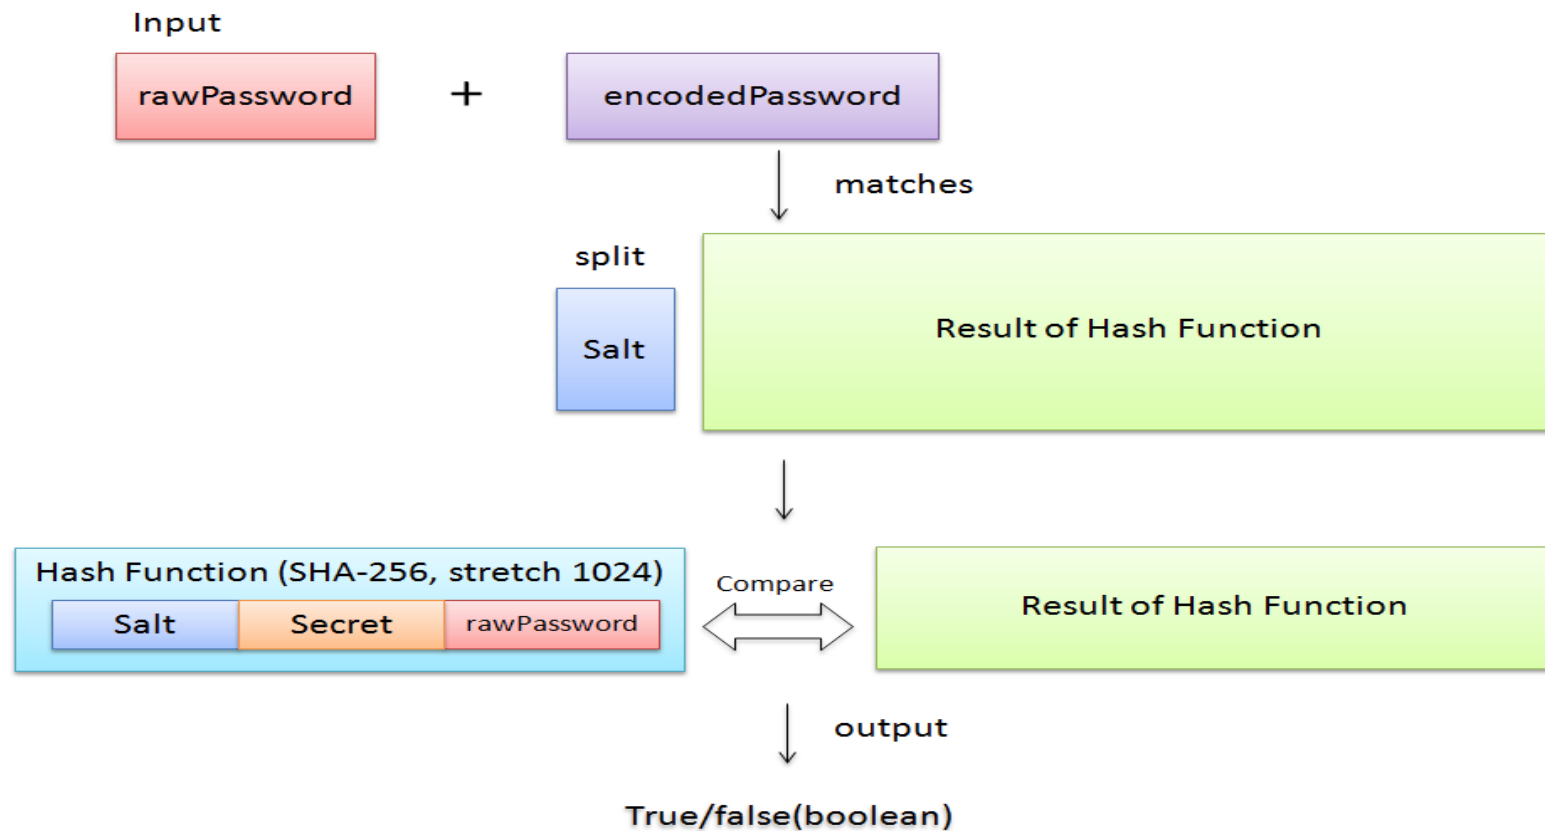 Input
rawPassword + encodedPassword
matches
split
Salt
Result of Hash Function
Hash Function (SHA-256, stretch 1024)
Salt Secret rawPassword
Compare
Result of Hash Function
output
True/false(boolean)